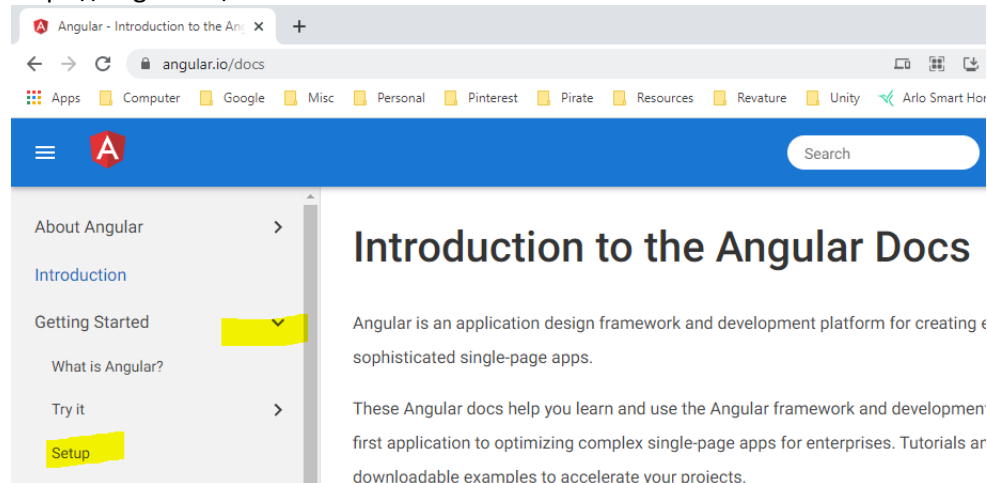 Angular - Introduction to the Ang
angular.io/docs
Apps Computer Google Misc Personal Pinterest Pirate Resources Revature Unity Arlo Smart Hor
A
Search
About Angular
Introduction
Getting Started
What is Angular?
Try it
Setup
Introduction to the Angular Docs
Angular is an application design framework and development platform for creating e
sophisticated single-page apps.
These Angular docs help you learn and use the Angular framework and development
first application to optimizing complex single-page apps for enterprises. Tutorials an
downloadable examples to accelerate your projects.